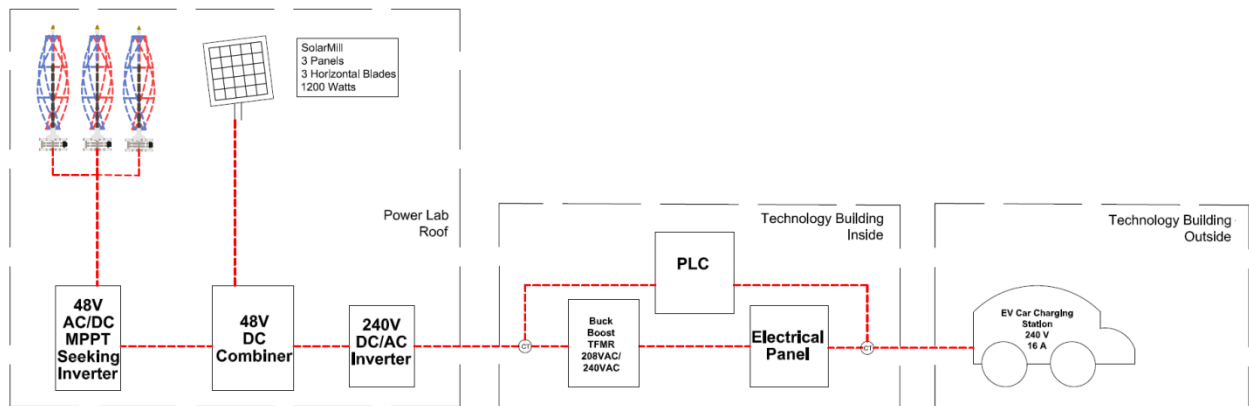 SolarMill
3 Panels
3 Horizontal Blades
1200 Watts
Power Lab
Roof
48V
AC/DC
MPPT
Seeking
Inverter
48V
DC
Combiner
240V
DC/AC
Inverter
Technology Building
Inside
PLC
CT
Buck
Boost
TFMR
208VAC/
240VAC
Electrical
Panel
CT
Technology Building
Outside
EV Car Charging
Station
240 V
16 A